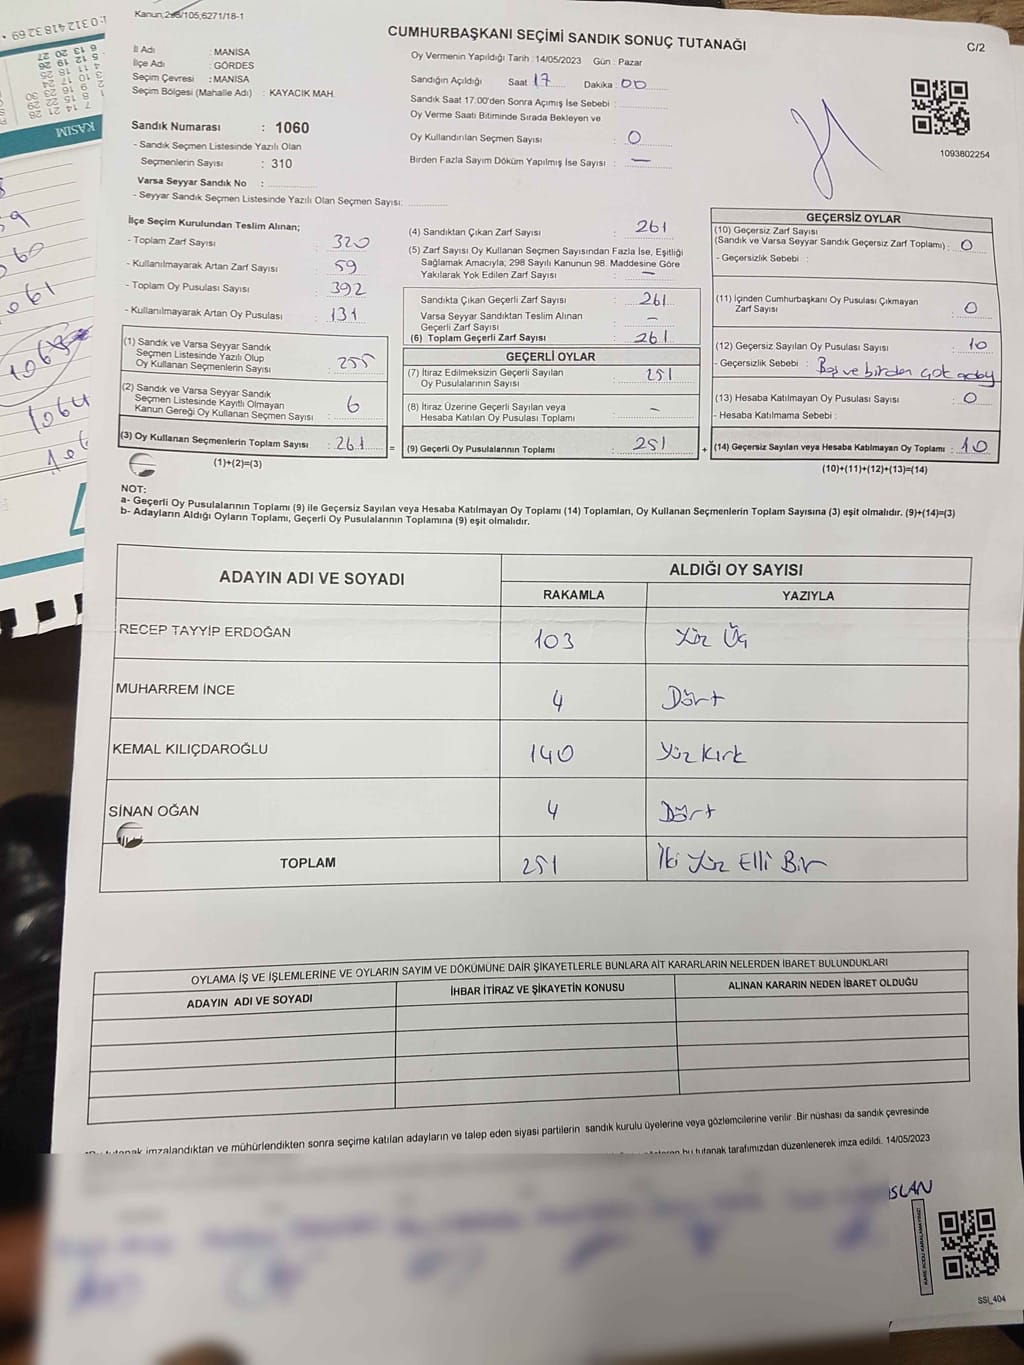 Kanun;298/105,6271/18-1
CUMHURBAŞKANI SEÇİMİ SANDIK SONUÇ TUTANAĞI
C/2
İl Adı : MANİSA
İlçe Adı : GÖRDES
Seçim Çevresi : MANİSA
Seçim Bölgesi (Mahalle Adı) : KAYACIK MAH.
Sandık Numarası : 1060
- Sandık Seçmen Listesinde Yazılı Olan
Seçmenlerin Sayısı : 310
Varsa Seyyar Sandık No :
- Seyyar Sandık Seçmen Listesinde Yazılı Olan Seçmen Sayısı:
Oy Vermenin Yapıldığı Tarih : 14/05/2023 Gün : Pazar
Sandığın Açıldığı Saat 17 Dakika : 00
Sandık Saat 17:00'den Sonra Açımış İse Sebebi :
Oy Verme Saati Bitiminde Sırada Bekleyen ve
Oy Kullandırılan Seçmen Sayısı : 0
Birden Fazla Sayım Döküm Yapılmış İse Sayısı : —
1093802254
İlçe Seçim Kurulundan Teslim Alınan;
- Toplam Zarf Sayısı : 320
- Kullanılmayarak Artan Zarf Sayısı : 59
- Toplam Oy Pusulası Sayısı : 392
- Kullanılmayarak Artan Oy Pusulası : 131
(1) Sandık ve Varsa Seyyar Sandık
Seçmen Listesinde Yazılı Olup
Oy Kullanan Seçmenlerin Sayısı : 255
(2) Sandık ve Varsa Seyyar Sandık
Seçmen Listesinde Kayıtlı Olmayan
Kanun Gereği Oy Kullanan Seçmen Sayısı : 6
(3) Oy Kullanan Seçmenlerin Toplam Sayısı : 261 =
(1)+(2)=(3)
(4) Sandıktan Çıkan Zarf Sayısı : 261
(5) Zarf Sayısı Oy Kullanan Seçmen Sayısından Fazla İse, Eşitliği
Sağlamak Amacıyla; 298 Sayılı Kanunun 98. Maddesine Göre
Yakılarak Yok Edilen Zarf Sayısı : —
Sandıkta Çıkan Geçerli Zarf Sayısı : 261
Varsa Seyyar Sandıktan Teslim Alınan
Geçerli Zarf Sayısı : —
(6) Toplam Geçerli Zarf Sayısı : 261
GEÇERLİ OYLAR
(7) İtiraz Edilmeksizin Geçerli Sayılan
Oy Pusulalarının Sayısı : 251
(8) İtiraz Üzerine Geçerli Sayılan veya
Hesaba Katılan Oy Pusulası Toplamı : —
(9) Geçerli Oy Pusulalarının Toplamı : 251 +
GEÇERSİZ OYLAR
(10) Geçersiz Zarf Sayısı
(Sandık ve Varsa Seyyar Sandık Geçersiz Zarf Toplamı) : 0
- Geçersizlik Sebebi :
(11) İçinden Cumhurbaşkanı Oy Pusulası Çıkmayan
Zarf Sayısı : 0
(12) Geçersiz Sayılan Oy Pusulası Sayısı : 10
- Geçersizlik Sebebi : Boş ve birden çok aday
(13) Hesaba Katılmayan Oy Pusulası Sayısı : 0
- Hesaba Katılmama Sebebi :
(14) Geçersiz Sayılan veya Hesaba Katılmayan Oy Toplamı : 10
(10)+(11)+(12)+(13)=(14)
NOT:
a- Geçerli Oy Pusulalarının Toplamı (9) ile Geçersiz Sayılan veya Hesaba Katılmayan Oy Toplamı (14) Toplamları, Oy Kullanan Seçmenlerin Toplam Sayısına (3) eşit olmalıdır. (9)+(14)=(3)
b- Adayların Aldığı Oyların Toplamı, Geçerli Oy Pusulalarının Toplamına (9) eşit olmalıdır.
ADAYIN ADI VE SOYADI
ALDIĞI OY SAYISI
RAKAMLA YAZIYLA
RECEP TAYYİP ERDOĞAN 103 Yüz Üç
MUHARREM İNCE 4 Dört
KEMAL KILIÇDAROĞLU 140 Yüz Kırk
SİNAN OĞAN 4 Dört
TOPLAM 251 İki Yüz Elli Bir
OYLAMA İŞ VE İŞLEMLERİNE VE OYLARIN SAYIM VE DÖKÜMÜNE DAİR ŞİKAYETLERLE BUNLARA AİT KARARLARIN NELERDEN İBARET BULUNDUKLARI
ADAYIN ADI VE SOYADI İHBAR İTİRAZ VE ŞİKAYETİN KONUSU ALINAN KARARIN NEDEN İBARET OLDUĞU
imzalandıktan ve mühürlendikten sonra seçime katılan adayların ve talep eden siyasi partilerin sandık kurulu üyelerine veya gözlemcilerine verilir. Bir nüshası da sandık çevresinde
bu tutanak tarafımızdan düzenlenerek imza edildi. 14/05/2023
SSI_404
KASIM
60
1064